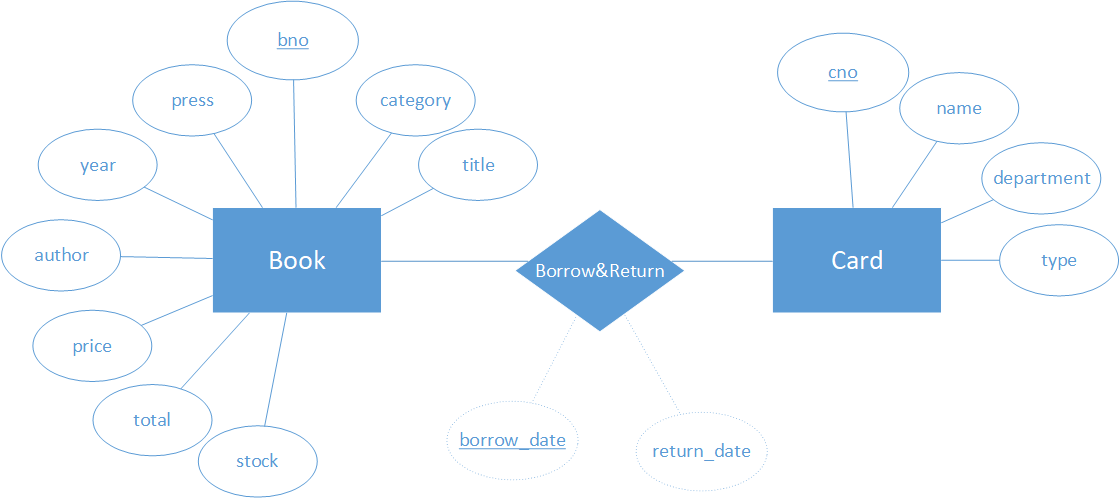 bno
cno
press
category
name
year
title
department
author
Book
Borrow&Return
Card
type
price
total
stock
borrow_date
return_date